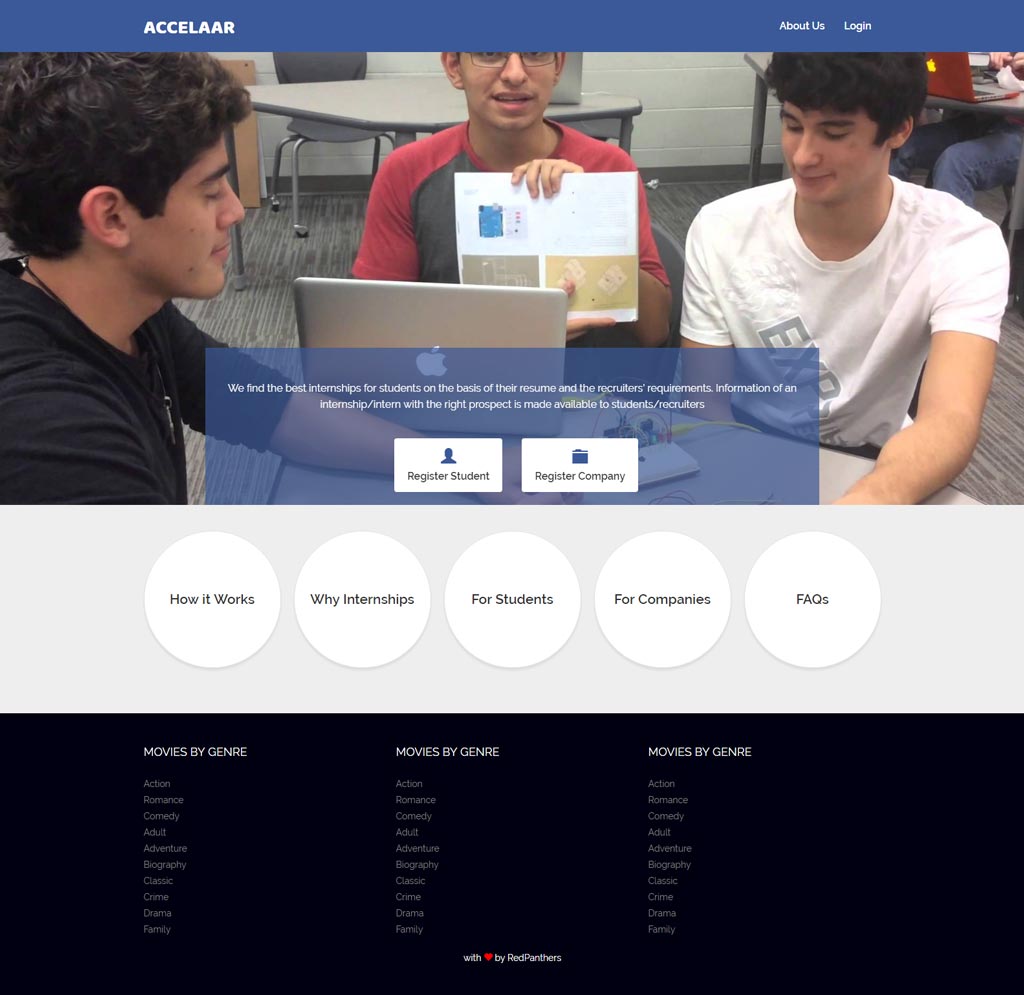 ACCELAAR
About Us
Login
We find the best internships for students on the basis of their resume and the recruiters' requirements. Information of an
internship/intern with the right prospect is made available to students/recruiters
Register Student
Register Company
How it Works
Why Internships
For Students
For Companies
FAQs
MOVIES BY GENRE
Action
Romance
Comedy
Adult
Adventure
Biography
Classic
Crime
Drama
Family
MOVIES BY GENRE
Action
Romance
Comedy
Adult
Adventure
Biography
Classic
Crime
Drama
Family
MOVIES BY GENRE
Action
Romance
Comedy
Adult
Adventure
Biography
Classic
Crime
Drama
Family
with ♥ by RedPanthers